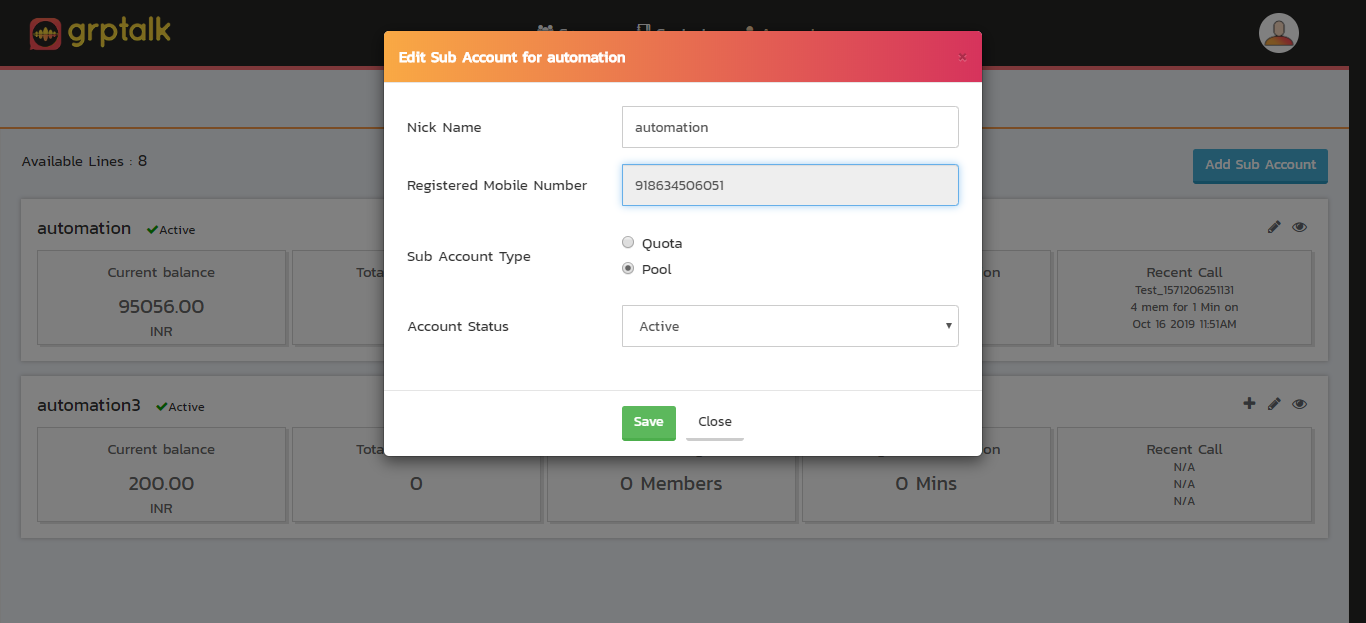 grptalk
Edit Sub Account for automation
×
Nick Name
automation
Available Lines : 8
Add Sub Account
Registered Mobile Number
918634506051
automation
Active
Sub Account Type
Quota
Pool
Current balance
95056.00
INR
Tota
on
Recent Call
Test_1571206251131
4 mem for 1 Min on
Oct 16 2019 11:51AM
Account Status
Active
automation3
Active
Save
Close
Current balance
200.00
INR
Tota
0
0 Members
on
0 Mins
Recent Call
N/A
N/A
N/A